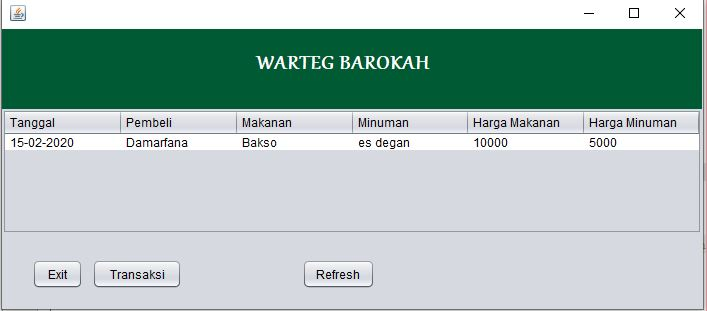 WARTEG BAROKAH
Tanggal Pembeli Makanan Minuman Harga Makanan Harga Minuman
15-02-2020 Damarfana Bakso es degan 10000 5000
Exit Transaksi Refresh